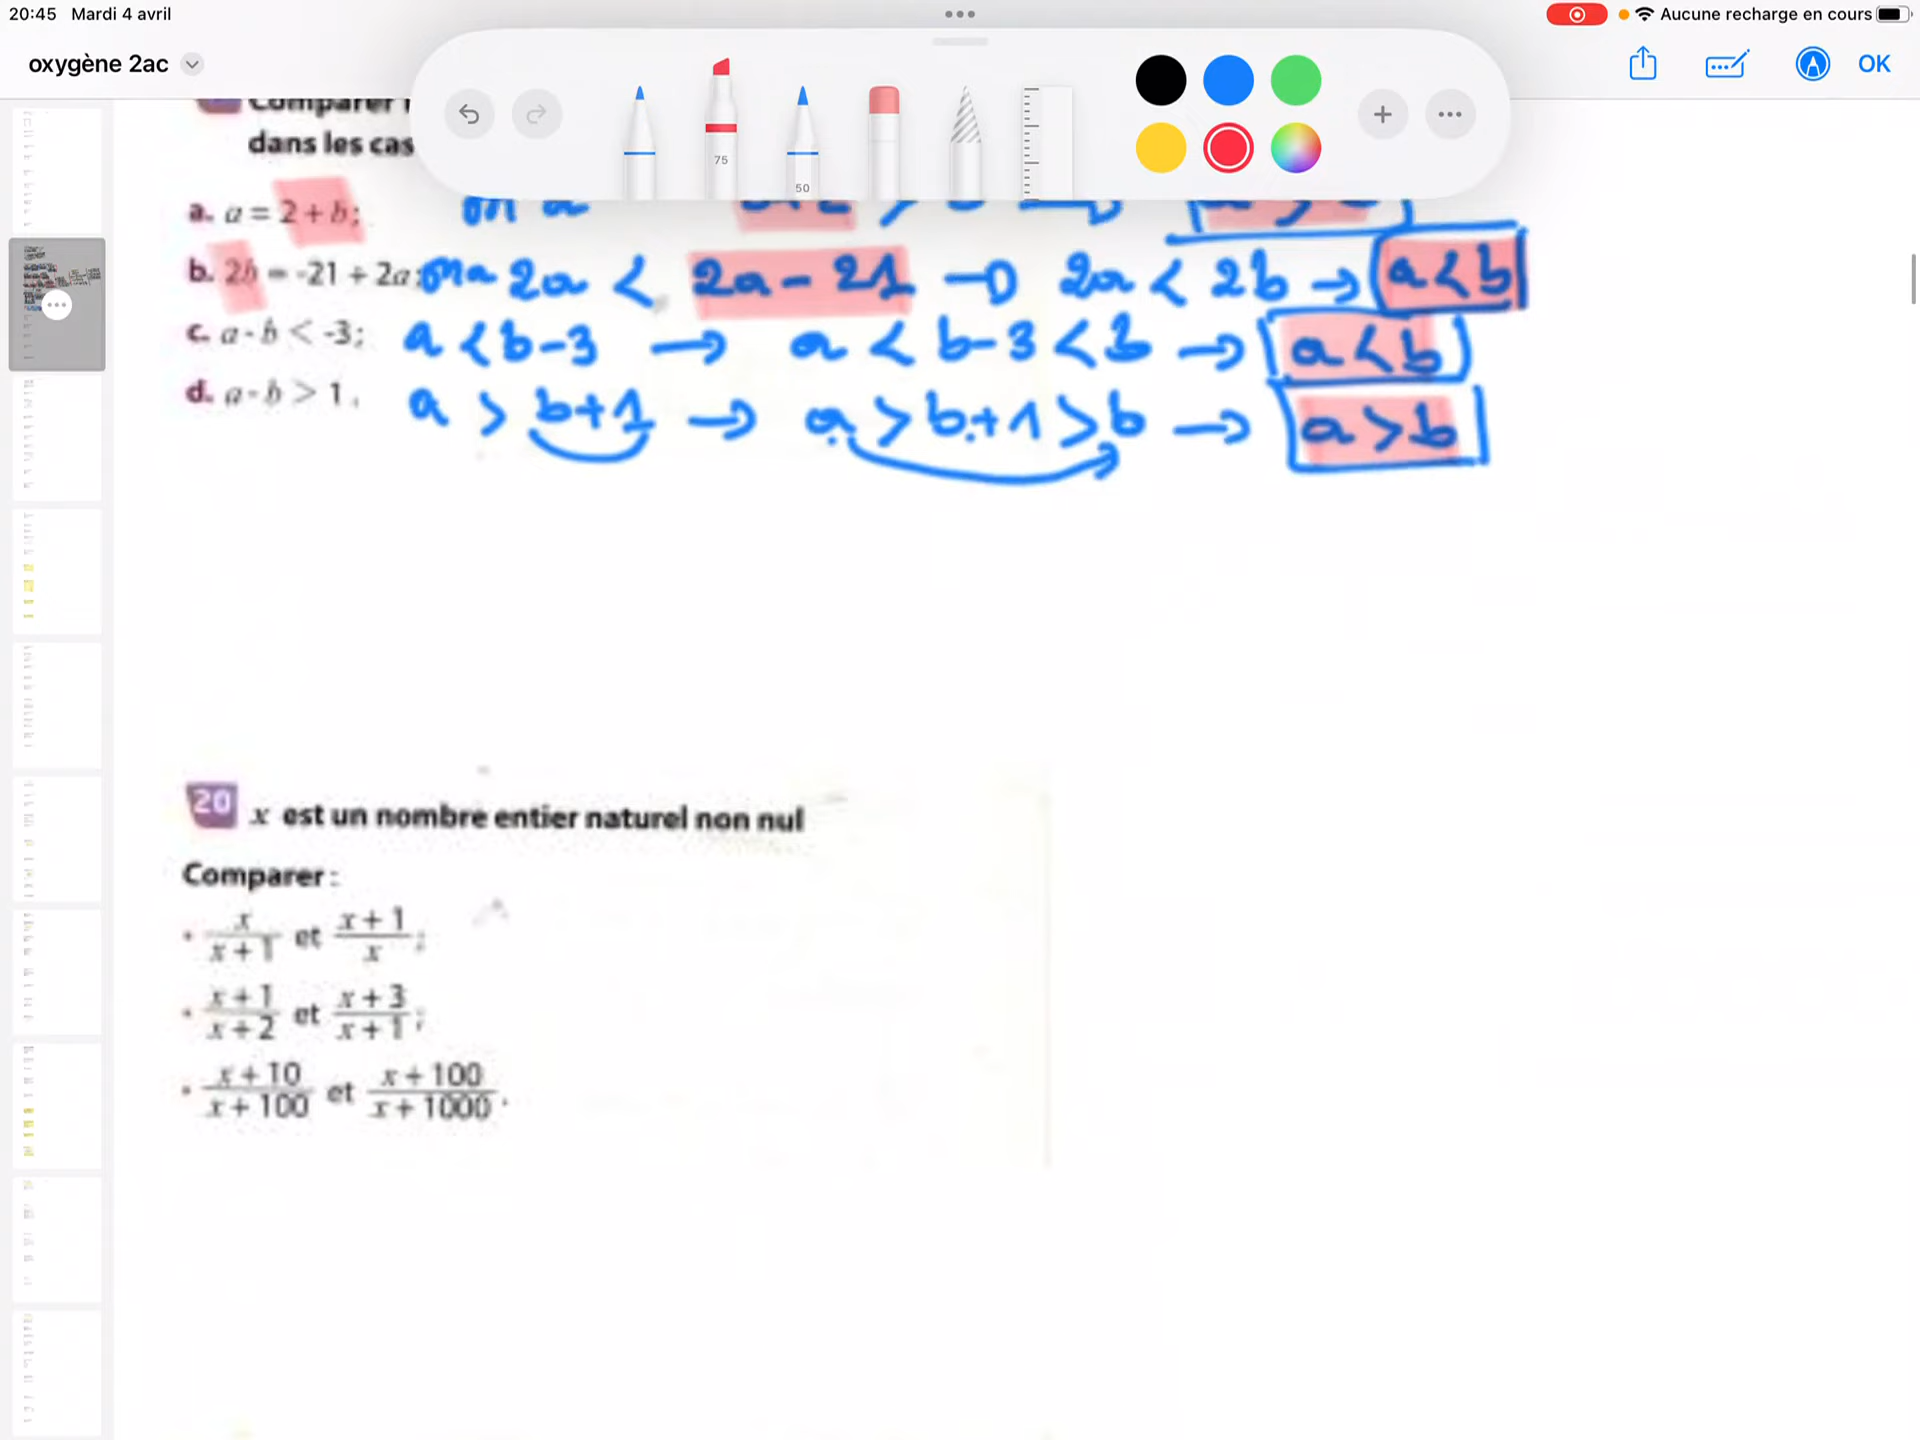 20:45 Mardi 4 avril
Aucune recharge en cours
oxygène 2ac
OK
75
50
Comparer
dans les cas
a. a = 2 + b; on a
b. 2b = -21 + 2a; on a 2a < 2a - 21 → 2a < 2b → a < b
c. a - b < -3; a < b - 3 → a < b - 3 < b → a < b
d. a - b > 1. a > b + 1 → a > b + 1 > b → a > b
20 x est un nombre entier naturel non nul
Comparer :
• x/(x + 1) et (x + 1)/x ;
• (x + 1)/(x + 2) et (x + 3)/(x + 1) ;
• (x + 10)/(x + 100) et (x + 100)/(x + 1000) .